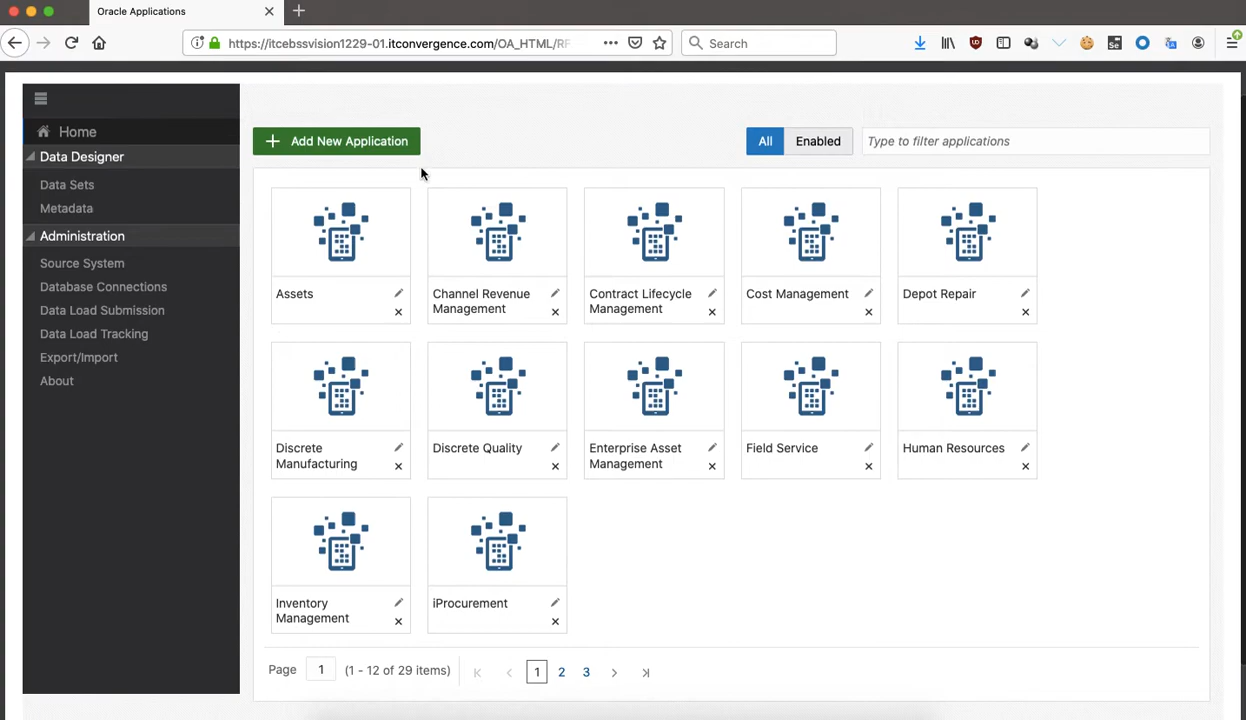 Oracle Applications
https://itcebssvision1229-01.itconvergence.com/OA_HTML/RF
Search
Home
Data Designer
Data Sets
Metadata
Administration
Source System
Database Connections
Data Load Submission
Data Load Tracking
Export/Import
About
Add New Application
All
Enabled
Type to filter applications
Assets
Channel Revenue
Management
Contract Lifecycle
Management
Cost Management
Depot Repair
Discrete
Manufacturing
Discrete Quality
Enterprise Asset
Management
Field Service
Human Resources
Inventory
Management
iProcurement
Page 1 (1 - 12 of 29 items) 1 2 3